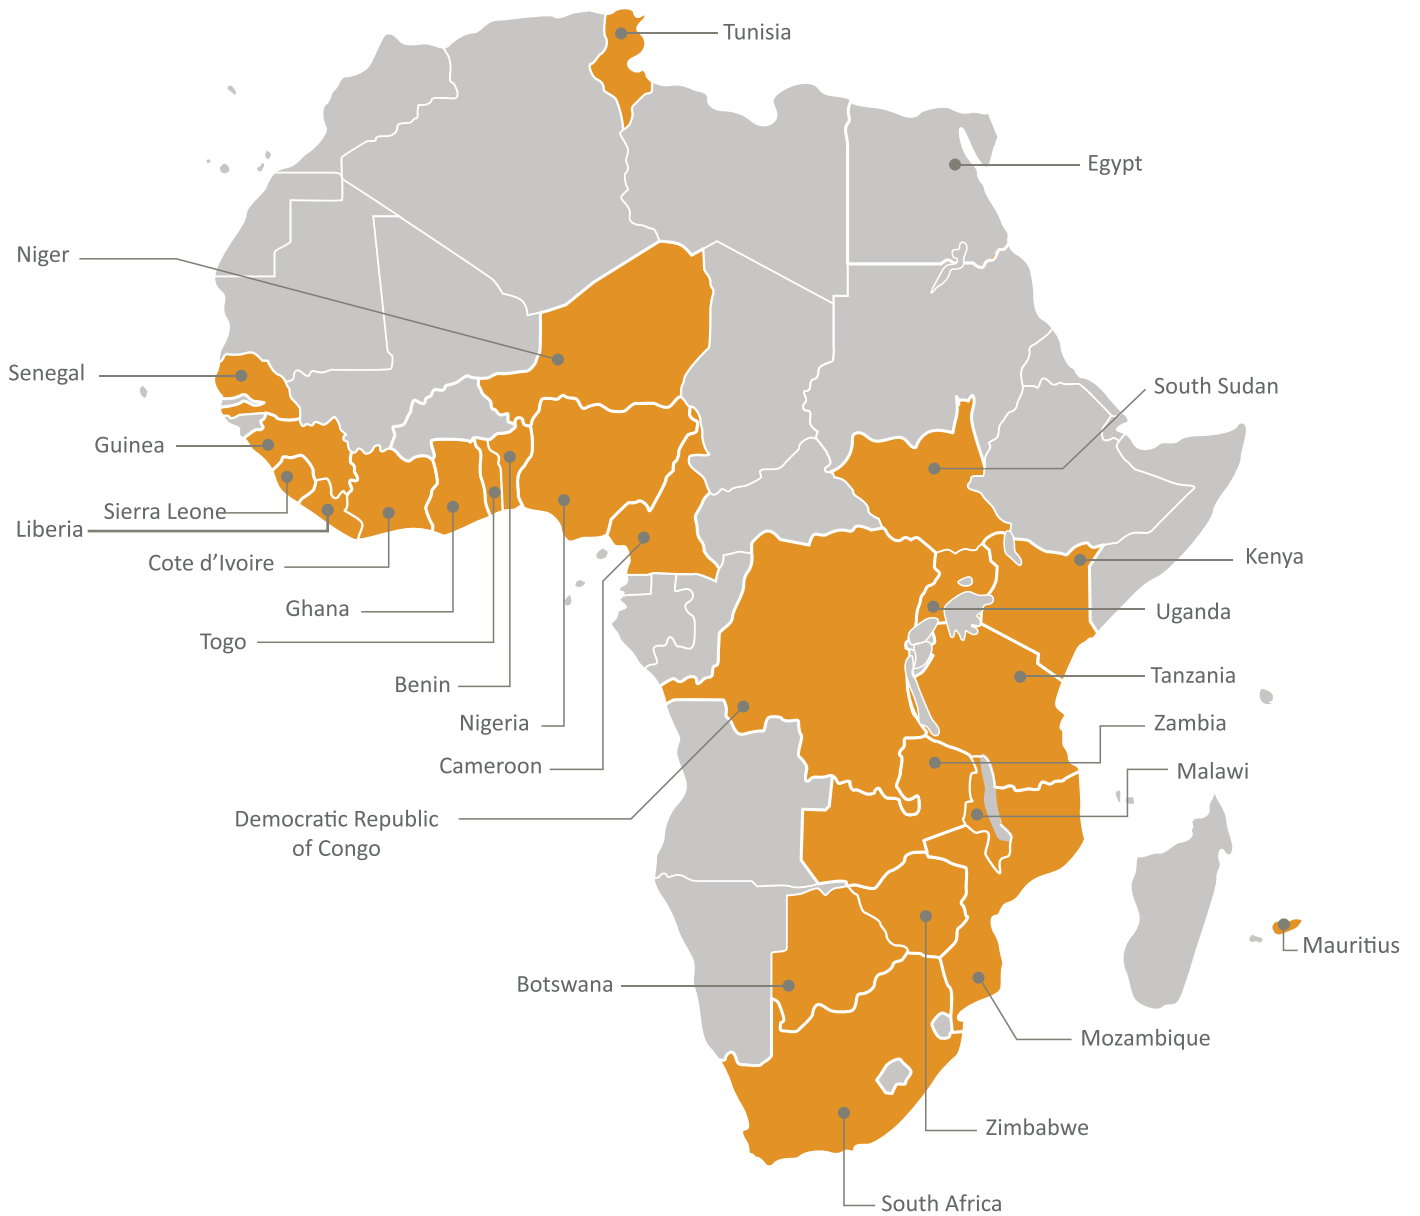 Tunisia
Egypt
Niger
Senegal
South Sudan
Guinea
Sierra Leone
Liberia
Cote d’Ivoire
Kenya
Ghana
Uganda
Togo
Tanzania
Benin
Nigeria
Zambia
Cameroon
Malawi
Democratic Republic
of Congo
Mauritius
Botswana
Mozambique
Zimbabwe
South Africa